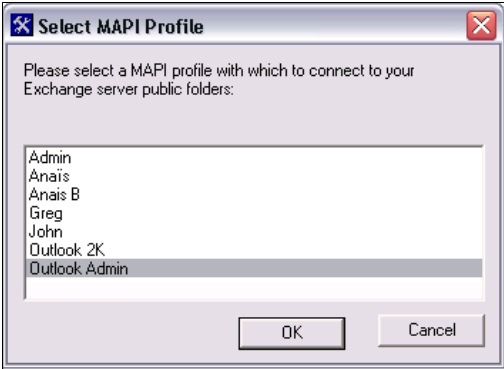 Select MAPI Profile
Please select a MAPI profile with which to connect to your
Exchange server public folders:
Admin
Anaïs
Anais B
Greg
John
Outlook 2K
Outlook Admin
OK
Cancel